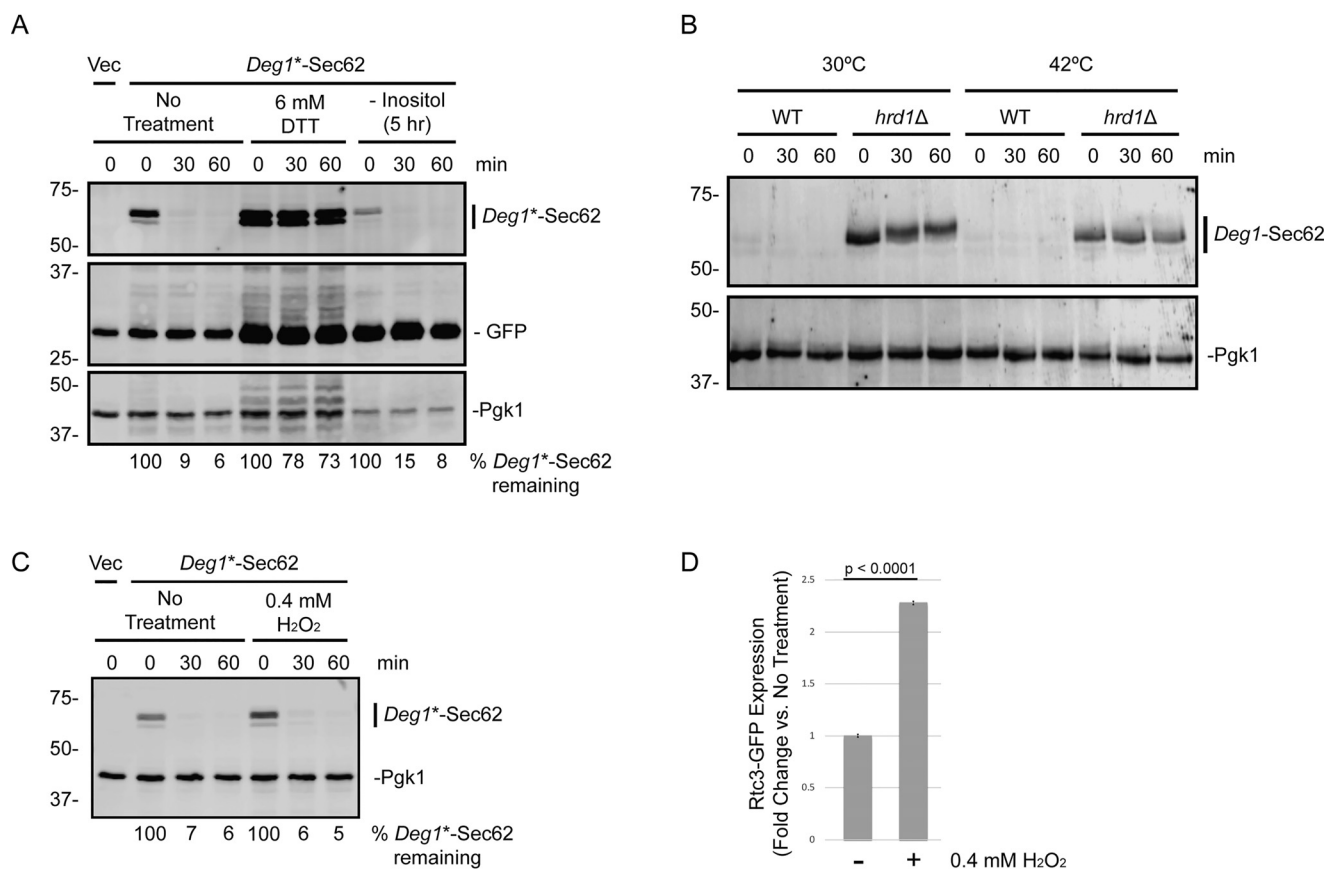 A
Vec Deg1*-Sec62
No Treatment 6 mM DTT - Inositol (5 hr)
0 0 30 60 0 30 60 0 30 60 min
75-
Deg1*-Sec62
50-
37-
- GFP
25-
50-
-Pgk1
37-
100 9 6 100 78 73 100 15 8 % Deg1*-Sec62 remaining
B
30ºC 42ºC
WT hrd1Δ WT hrd1Δ
0 30 60 0 30 60 0 30 60 0 30 60 min
75-
Deg1-Sec62
50-
50-
-Pgk1
37-
C
Vec Deg1*-Sec62
No Treatment 0.4 mM H₂O₂
0 0 30 60 0 30 60 min
75-
Deg1*-Sec62
50-
-Pgk1
37-
100 7 6 100 6 5 % Deg1*-Sec62 remaining
D
p < 0.0001
Rtc3-GFP Expression
(Fold Change vs. No Treatment)
2.5
2
1.5
1
0.5
0
- + 0.4 mM H₂O₂